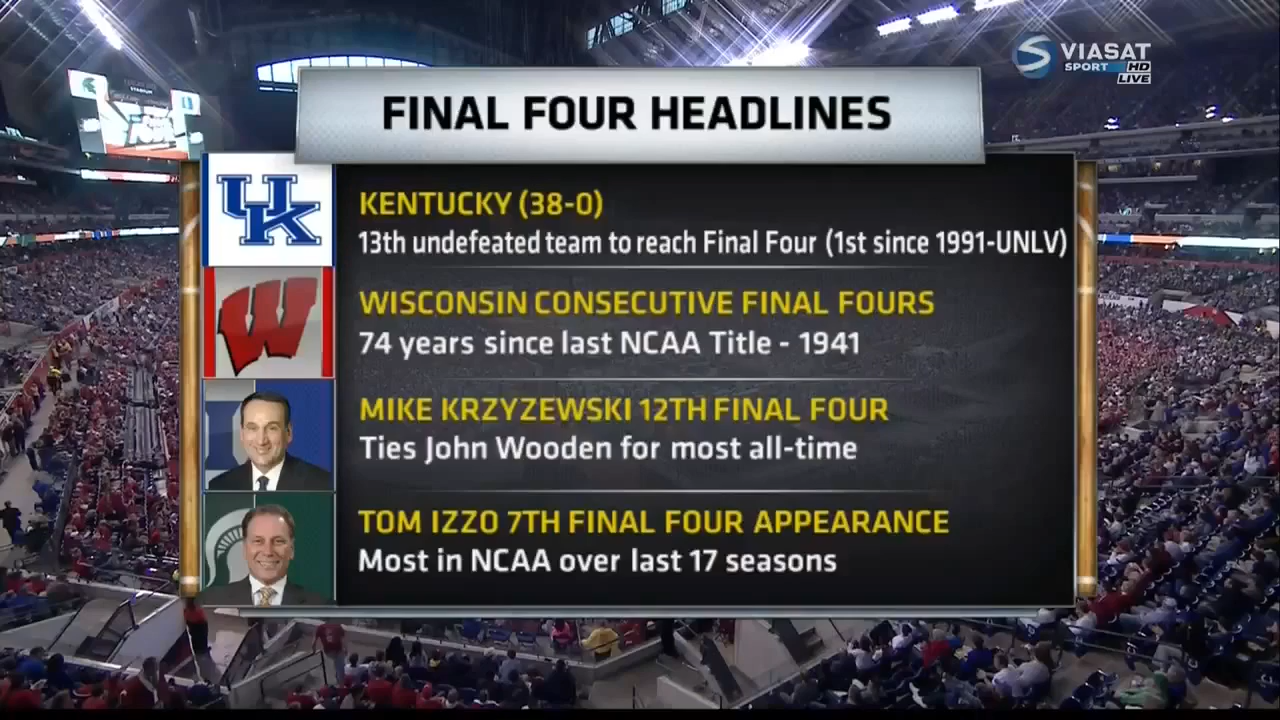 VIASAT
SPORT HD
LIVE
FINAL FOUR HEADLINES
UK
KENTUCKY (38-0)
13th undefeated team to reach Final Four (1st since 1991-UNLV)
W
WISCONSIN CONSECUTIVE FINAL FOURS
74 years since last NCAA Title - 1941
MIKE KRZYZEWSKI 12TH FINAL FOUR
Ties John Wooden for most all-time
TOM IZZO 7TH FINAL FOUR APPEARANCE
Most in NCAA over last 17 seasons